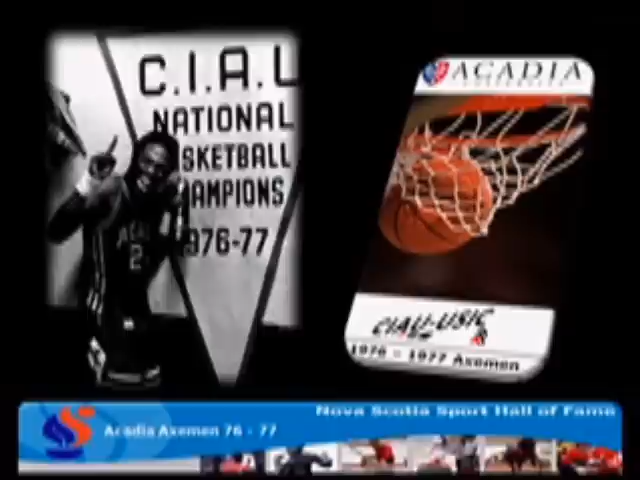 C.I.A.U
NATIONAL
SKETBALL
AMPIONS
976-77
ACADIA
CIAU-USIC
1976 - 1977 Axemen
Nova Scotia Sport Hall of Fame
Acadia Axemen 76 - 77